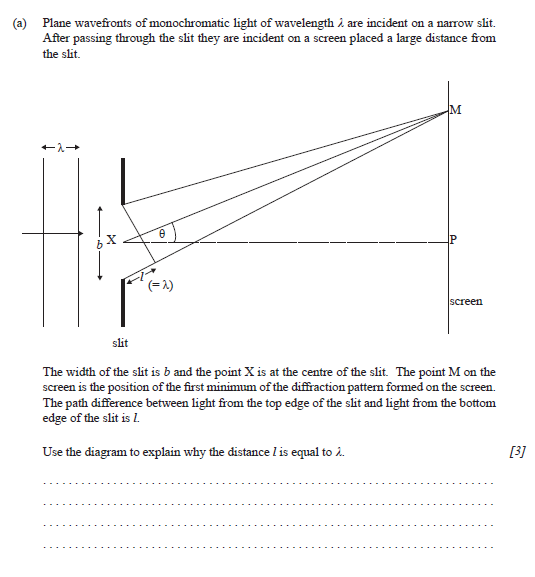 (a) Plane wavefronts of monochromatic light of wavelength λ are incident on a narrow slit.
After passing through the slit they are incident on a screen placed a large distance from
the slit.
M
λ
θ
X
b
P
l
(= λ)
screen
slit
The width of the slit is b and the point X is at the centre of the slit. The point M on the
screen is the position of the first minimum of the diffraction pattern formed on the screen.
The path difference between light from the top edge of the slit and light from the bottom
edge of the slit is l.
Use the diagram to explain why the distance l is equal to λ. [3]